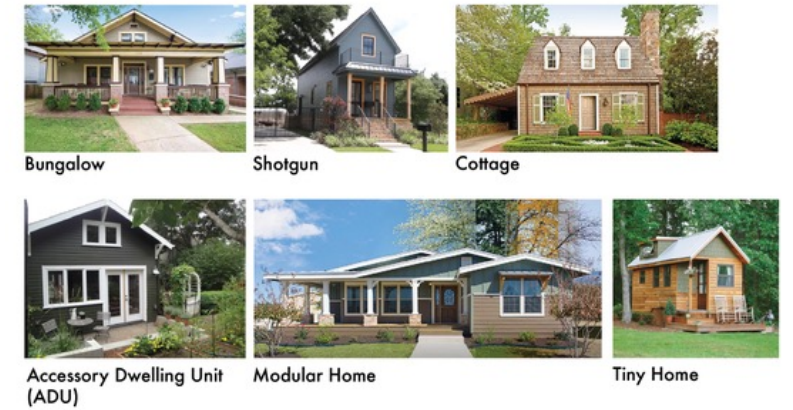 Bungalow
Shotgun
Cottage
Accessory Dwelling Unit
(ADU)
Modular Home
Tiny Home